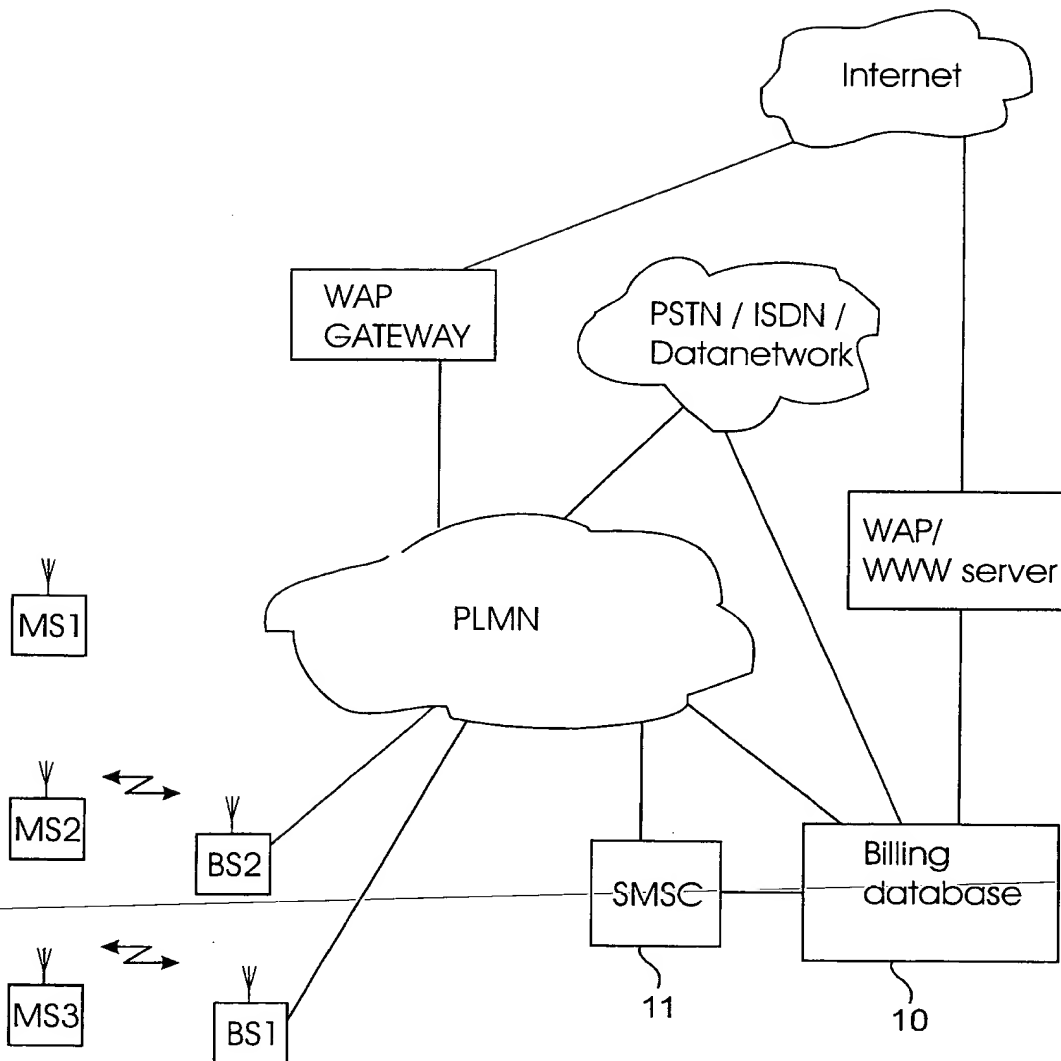 Internet
WAP
GATEWAY
PSTN / ISDN /
Datanetwork
WAP/
WWW server
PLMN
MS1
MS2
BS2
SMSC
Billing
database
MS3
BS1
11
10